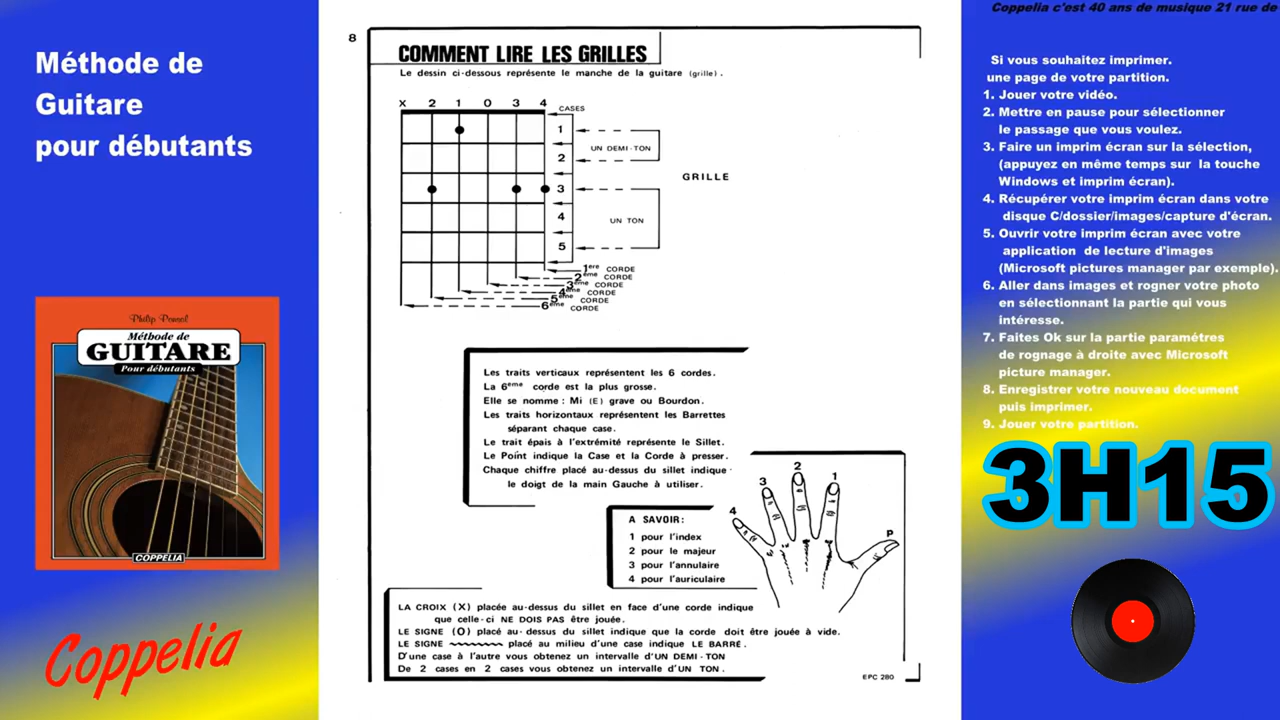 Méthode de
Guitare
pour débutants
Philip Pensol
Méthode de
GUITARE
Pour débutants
COPPELIA
Coppelia
8
COMMENT LIRE LES GRILLES
Le dessin ci-dessous représente le manche de la guitare (grille).
X 2 1 0 3 4
CASES
1
UN DEMI-TON
2
GRILLE
3
4
UN TON
5
1ere CORDE
2eme CORDE
3eme CORDE
4eme CORDE
5eme CORDE
6eme CORDE
Les traits verticaux représentent les 6 cordes.
La 6eme corde est la plus grosse.
Elle se nomme : Mi (E) grave ou Bourdon.
Les traits horizontaux représentent les Barrettes
séparant chaque case.
Le trait épais à l'extrémité représente le Sillet.
Le Point indique la Case et la Corde à presser.
Chaque chiffre placé au-dessus du sillet indique
le doigt de la main Gauche à utiliser.
A SAVOIR:
1 pour l'index
2 pour le majeur
3 pour l'annulaire
4 pour l'auriculaire
4
3
2
1
P
LA CROIX (X) placée au-dessus du sillet en face d'une corde indique
que celle-ci NE DOIS PAS être jouée.
LE SIGNE (O) placé au-dessus du sillet indique que la corde doit être jouée à vide.
LE SIGNE placé au milieu d'une case indique LE BARRÉ.
D'une case à l'autre vous obtenez un intervalle d'UN DEMI-TON
De 2 cases en 2 cases vous obtenez un intervalle d'UN TON.
EPC 280
Coppelia c'est 40 ans de musique 21 rue de
Si vous souhaitez imprimer.
une page de votre partition.
1. Jouer votre vidéo.
2. Mettre en pause pour sélectionner
le passage que vous voulez.
3. Faire un imprim écran sur la sélection,
(appuyez en même temps sur la touche
Windows et imprim écran).
4. Récupérer votre imprim écran dans votre
disque C/dossier/images/capture d'écran.
5. Ouvrir votre imprim écran avec votre
application de lecture d'images
(Microsoft pictures manager par exemple).
6. Aller dans images et rogner votre photo
en sélectionnant la partie qui vous
intéresse.
7. Faites Ok sur la partie paramétres
de rognage à droite avec Microsoft
picture manager.
8. Enregistrer votre nouveau document
puis imprimer.
9. Jouer votre partition.
3H15